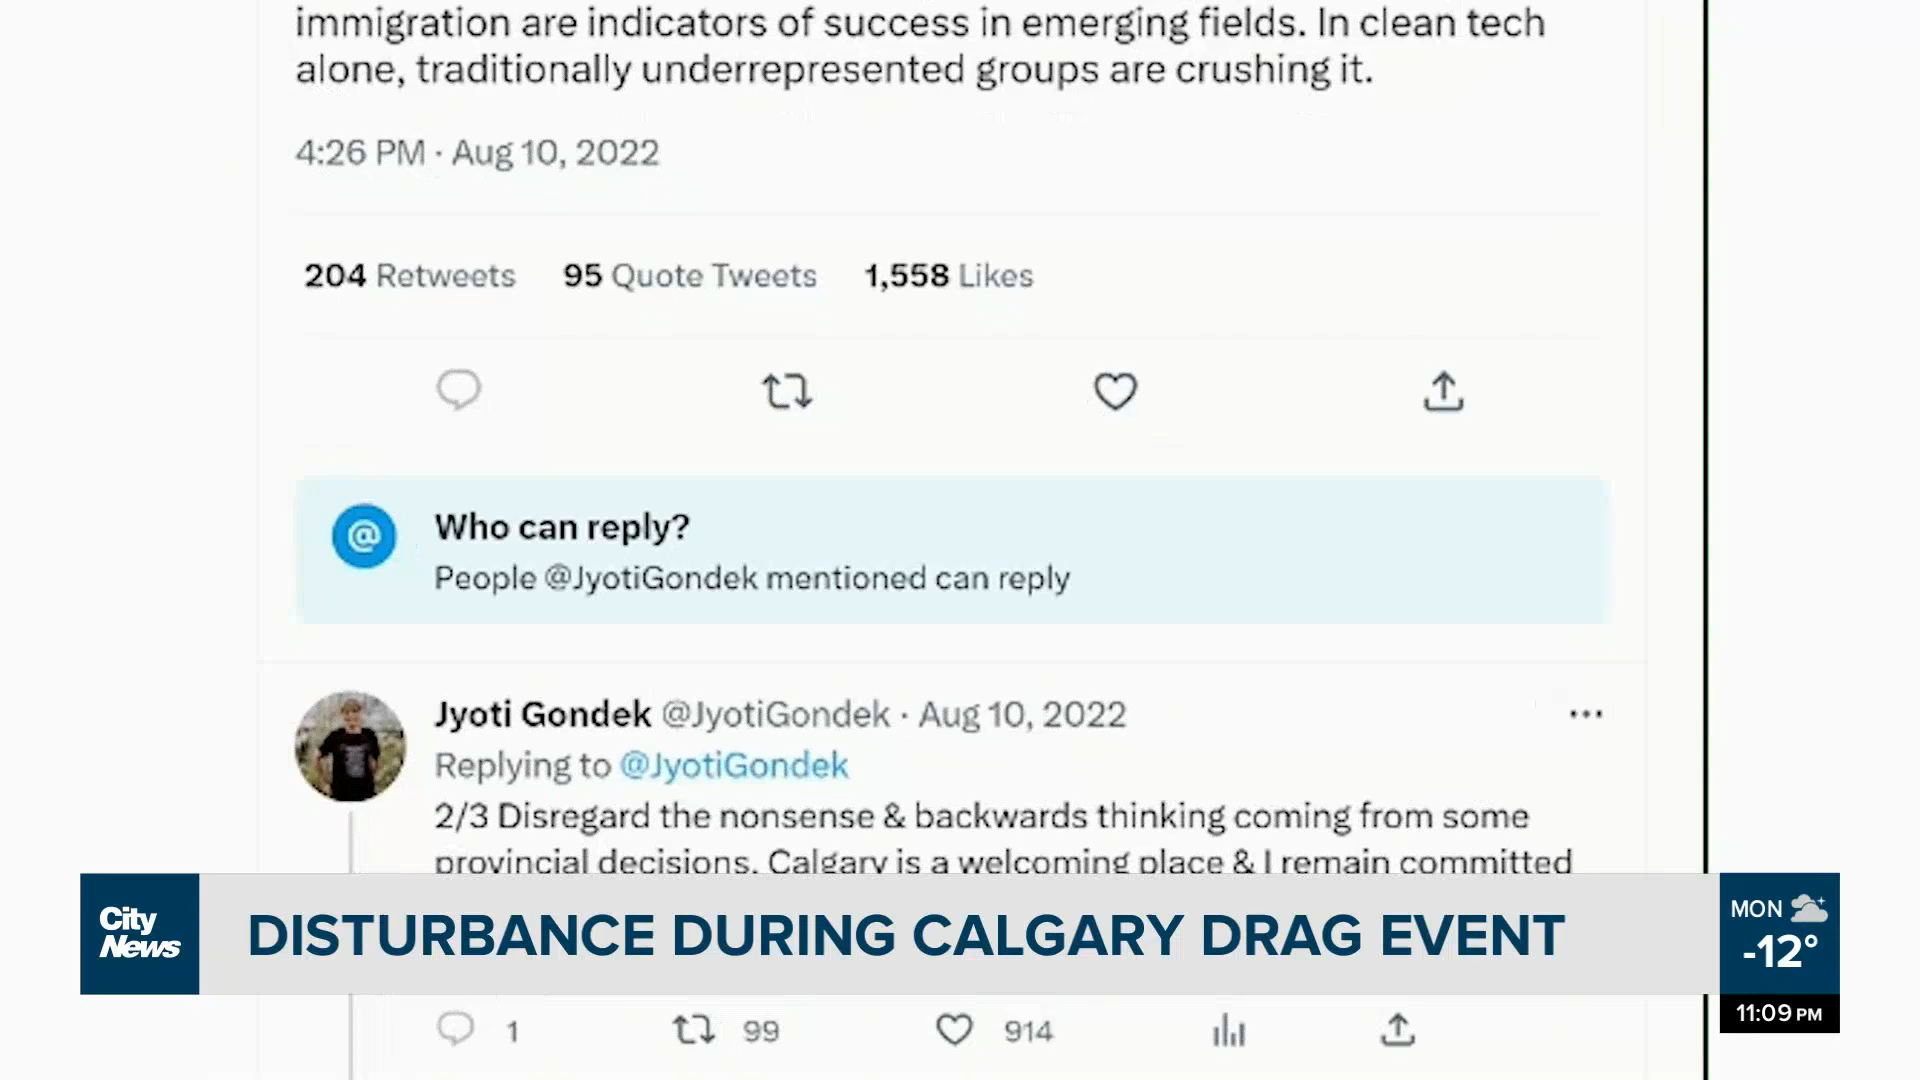 immigration are indicators of success in emerging fields. In clean tech
alone, traditionally underrepresented groups are crushing it.
4:26 PM · Aug 10, 2022
204 Retweets 95 Quote Tweets 1,558 Likes
@ Who can reply?
People @JyotiGondek mentioned can reply
Jyoti Gondek @JyotiGondek · Aug 10, 2022
Replying to @JyotiGondek
2/3 Disregard the nonsense & backwards thinking coming from some
provincial decisions. Calgary is a welcoming place & I remain committed
City
News
DISTURBANCE DURING CALGARY DRAG EVENT
MON
-12°
11:09 PM
1 99 914